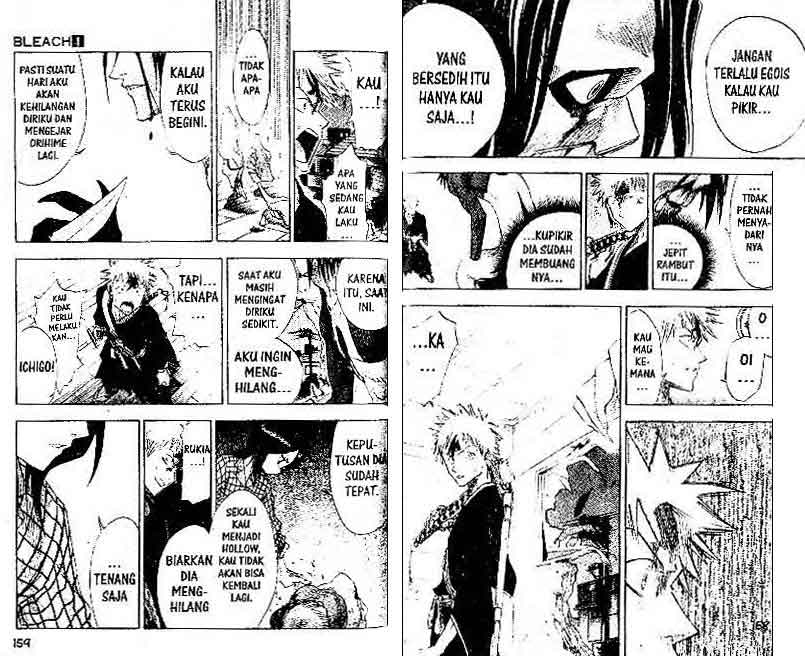 JANGAN
TERLALU EGOIS
KALAU KAU
PIKIR...
YANG
BERSEDIH ITU
HANYA KAU
SAJA...!
...
TIDAK
PERNAH
MENYA-
DARI
NYA
...
...
JEPIT
RAMBUT
ITU...
...KUPIKIR
DIA SUDAH
MEMBUANG
NYA...
O
...
OI
...
KAU
MAU
KE-
MANA
...
...KA
...
58
BLEACH 1
KAU
...!
APA
YANG
SEDANG
KAU
LAKU
...
...
TIDAK
APA-
APA
KALAU
AKU
TERUS
BEGINI.
PASTI SUATU
HARI AKU
AKAN
KEHILANGAN
DIRIKU DAN
MENGEJAR
ORIHIME
LAGI.
KARENA
ITU, SAAT
INI.
SAAT AKU
MASIH
MENGINGAT
DIRIKU
SEDIKIT.
AKU INGIN
MENG-
HILANG...
TAPI...
KENAPA
...
KAU
TIDAK
PERLU
MELAKU
KAN...
ICHIGO!
KEPU-
TUSAN DIA
SUDAH
TEPAT.
SEKALI
KAU
MENJADI
HOLLOW,
KAU TIDAK
AKAN BISA
KEMBALI
LAGI.
RUKIA
...!
BIARKAN
DIA
MENG-
HILANG
...
TENANG
SAJA
159